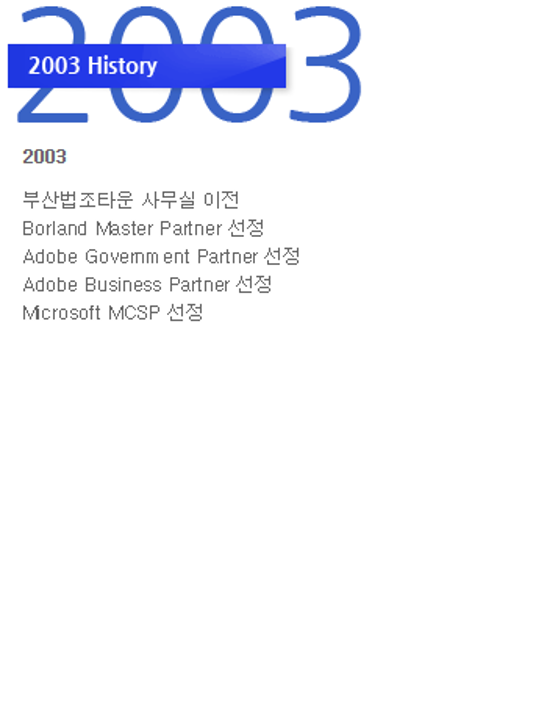 2003
2003 History
2003
부산법조타운 사무실 이전
Borland Master Partner 선정
Adobe Government Partner 선정
Adobe Business Partner 선정
Microsoft MCSP 선정